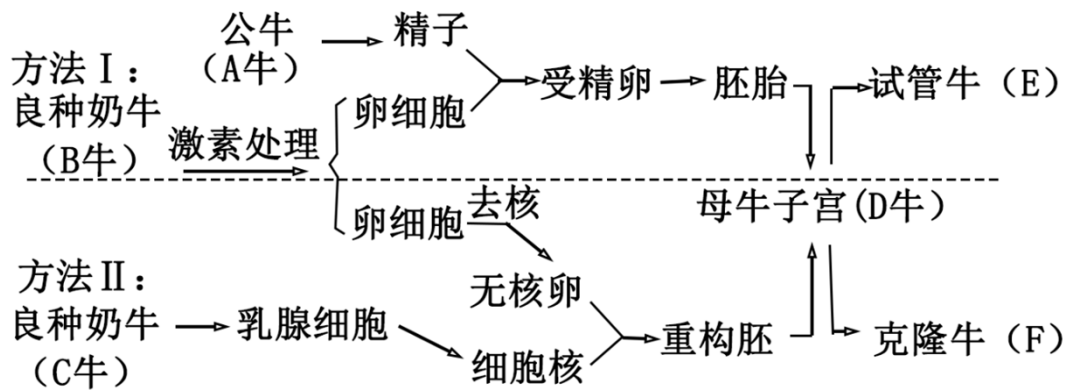 公牛
（A牛）
精子
方法Ⅰ：
良种奶牛
（B牛）
激素处理
卵细胞
受精卵
胚胎
试管牛（E）
卵细胞
去核
母牛子宫(D牛）
无核卵
方法Ⅱ：
良种奶牛
（C牛）
乳腺细胞
细胞核
重构胚
克隆牛（F）